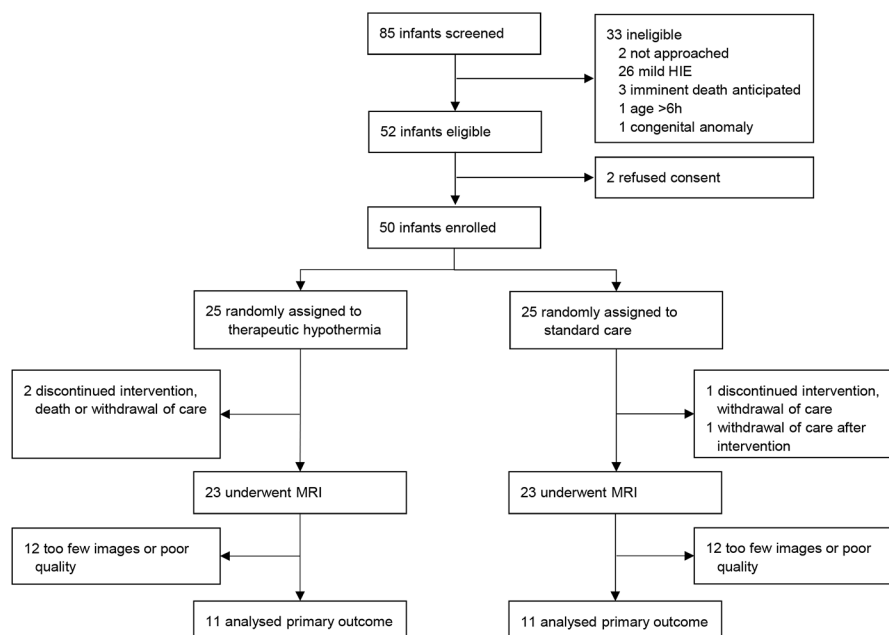 85 infants screened
33 ineligible
2 not approached
26 mild HIE
3 imminent death anticipated
1 age >6h
1 congenital anomaly
52 infants eligible
2 refused consent
50 infants enrolled
25 randomly assigned to
therapeutic hypothermia
25 randomly assigned to
standard care
2 discontinued intervention,
death or withdrawal of care
1 discontinued intervention,
withdrawal of care
1 withdrawal of care after
intervention
23 underwent MRI
23 underwent MRI
12 too few images or poor
quality
12 too few images or poor
quality
11 analysed primary outcome
11 analysed primary outcome